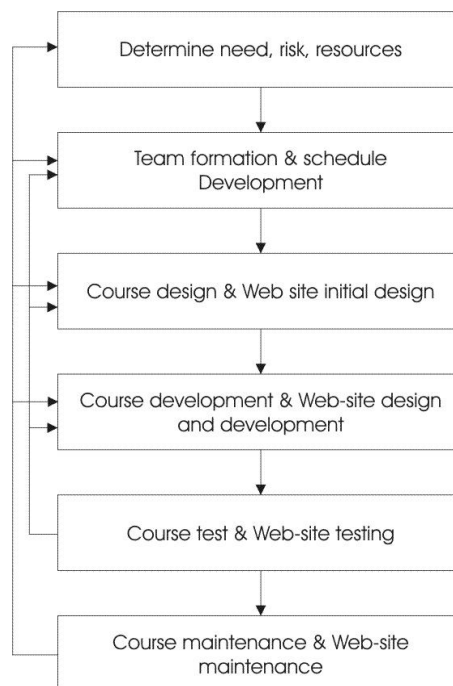 Determine need, risk, resources
Team formation & schedule
Development
Course design & Web site initial design
Course development & Web-site design
and development
Course test & Web-site testing
Course maintenance & Web-site
maintenance